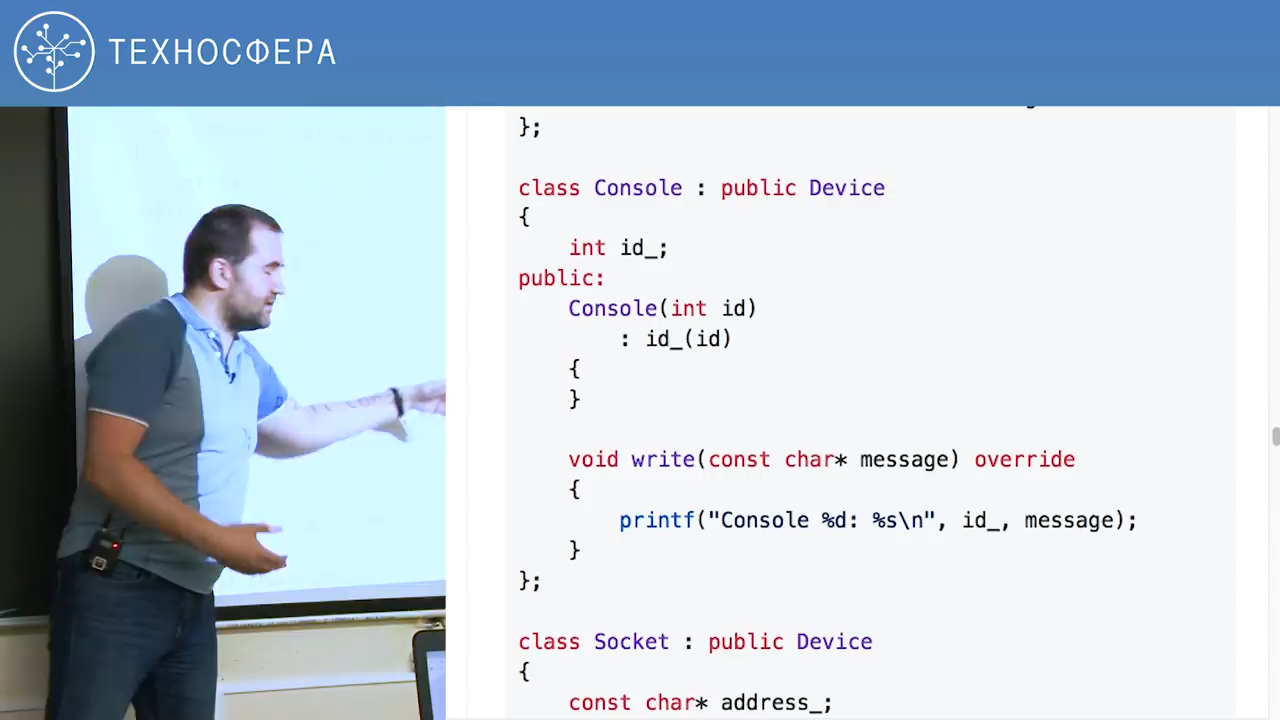 ТЕХНОСФЕРА
};
class Console : public Device
{
    int id_;
public:
    Console(int id)
        : id_(id)
    {
    }
    void write(const char* message) override
    {
        printf("Console %d: %s\n", id_, message);
    }
};
class Socket : public Device
{
    const char* address_;